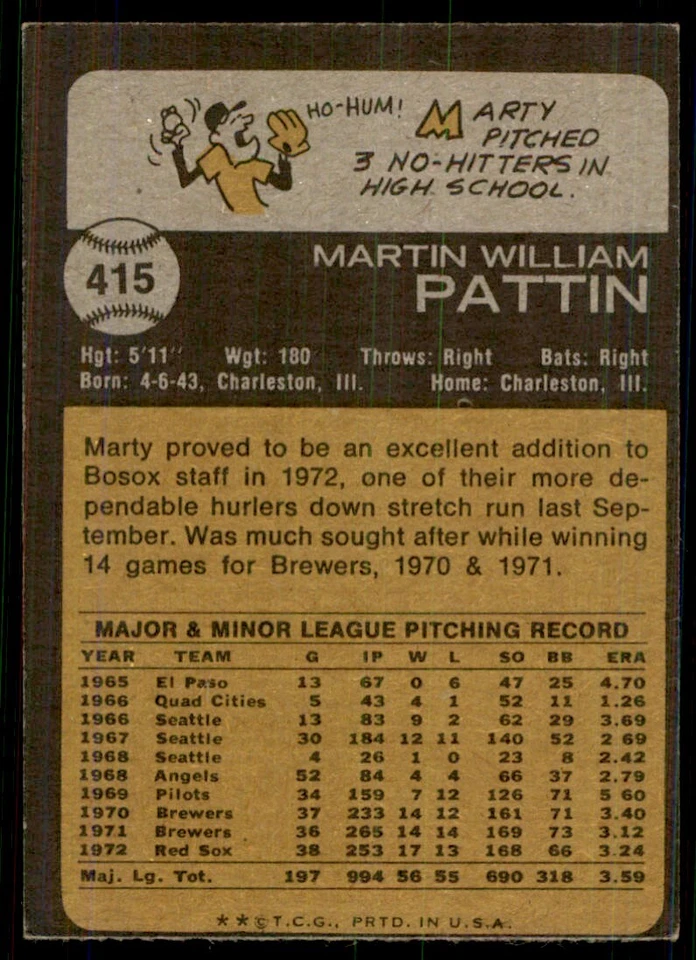 HO-HUM!
MARTY
PITCHED
3 NO-HITTERS IN
HIGH SCHOOL.
415
MARTIN WILLIAM
PATTIN
Hgt: 5'11" Wgt: 180 Throws: Right Bats: Right
Born: 4-6-43, Charleston, Ill. Home: Charleston, Ill.
Marty proved to be an excellent addition to
Bosox staff in 1972, one of their more de-
pendable hurlers down stretch run last Sep-
tember. Was much sought after while winning
14 games for Brewers, 1970 & 1971.
MAJOR & MINOR LEAGUE PITCHING RECORD
YEAR TEAM G IP W L SO BB ERA
1965 El Paso 13 67 0 6 47 25 4.70
1966 Quad Cities 5 43 4 1 52 11 1.26
1966 Seattle 13 83 9 2 62 29 3.69
1967 Seattle 30 184 12 11 140 52 2 69
1968 Seattle 4 26 1 0 23 8 2.42
1968 Angels 52 84 4 4 66 37 2.79
1969 Pilots 34 159 7 12 126 71 5 60
1970 Brewers 37 233 14 12 161 71 3.40
1971 Brewers 36 265 14 14 169 73 3.12
1972 Red Sox 38 253 17 13 168 66 3.24
Maj. Lg. Tot. 197 994 56 55 690 318 3.59
**©T.C.G., PRTD. IN U.S.A.